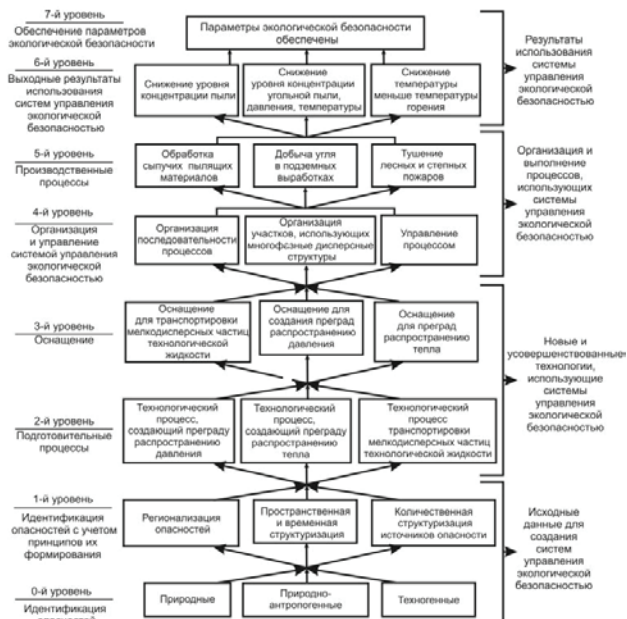 7-й уровень
Обеспечение параметров
экологической безопасности
Параметры экологической безопасности
обеспечены
6-й уровень
Выходные результаты
использования
систем управления
экологической
безопасностью
Снижение уровня
концентрации пыли
Снижение
уровня концентрации
угольной пыли,
давления, температуры
Снижение
температуры
меньше температуры
горения
Результаты
использования
системы
управления
экологической
безопасностью
5-й уровень
Производственные
процессы
Обработка
сыпучих пылящих
материалов
Добыча угля
в подземных
выработках
Тушение
лесных и степных
пожаров
4-й уровень
Организация
и управление
системой управления
экологической
безопасностью
Организация
последовательности
процессов
Организация
участков, использующих
многофазные дисперсные
структуры
Управление
процессом
Организация и
выполнение
процессов,
использующих
системы
управления
экологической
безопасностью
3-й уровень
Оснащение
Оснащение
для транспортировки
мелкодисперсных частиц
технологической
жидкости
Оснащение для
создания преград
распространению
давления
Оснащение
для преград
распространению
тепла
2-й уровень
Подготовительные
процессы
Технологический
процесс,
создающий преграду
распространению
давления
Технологический
процесс,
создающий преграду
распространению
тепла
Технологический
процесс
транспортировки
мелкодисперсных частиц
технологической жидкости
Новые и
усовершенствованные
технологии,
использующие
системы
управления
экологической
безопасностью
1-й уровень
Идентификация
опасностей с учетом
принципов их
формирования
Регионализация
опасностей
Пространственная
и временная
структуризация
Количественная
структуризация
источников опасности
0-й уровень
Идентификация
Природные
Природно-
антропогенные
Техногенные
Исходные
данные для
создания
систем
управления
экологической
безопасностью